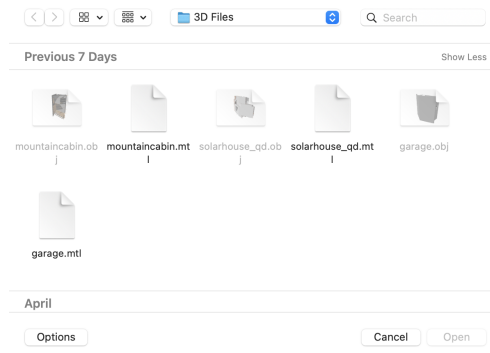 3D Files
Search
Previous 7 Days
Show Less
mountaincabin.ob
j
mountaincabin.mt
l
solarhouse_qd.ob
j
solarhouse_qd.mt
l
garage.obj
garage.mtl
April
Options
Cancel
Open